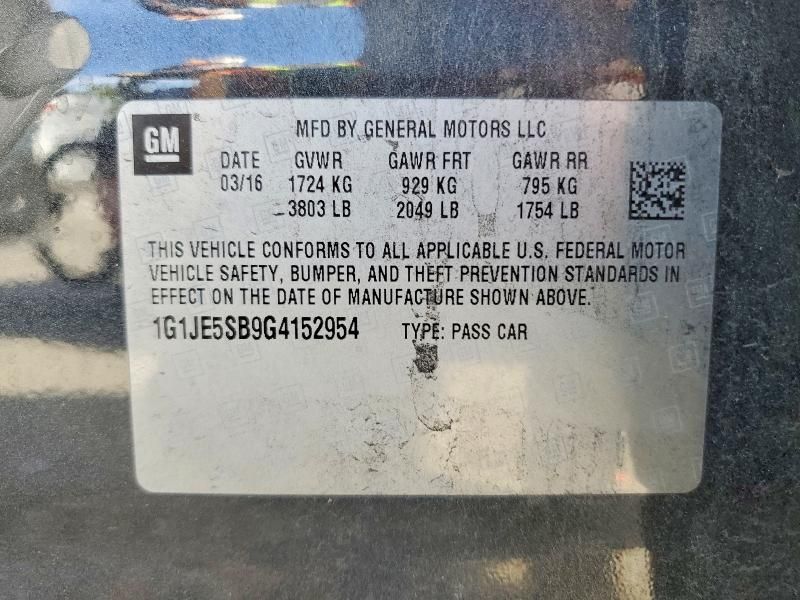 GM
MFD BY GENERAL MOTORS LLC
DATE GVWR GAWR FRT GAWR RR
03/16 1724 KG 929 KG 795 KG
3803 LB 2049 LB 1754 LB
THIS VEHICLE CONFORMS TO ALL APPLICABLE U.S. FEDERAL MOTOR
VEHICLE SAFETY, BUMPER, AND THEFT PREVENTION STANDARDS IN
EFFECT ON THE DATE OF MANUFACTURE SHOWN ABOVE.
1G1JE5SB9G4152954 TYPE: PASS CAR